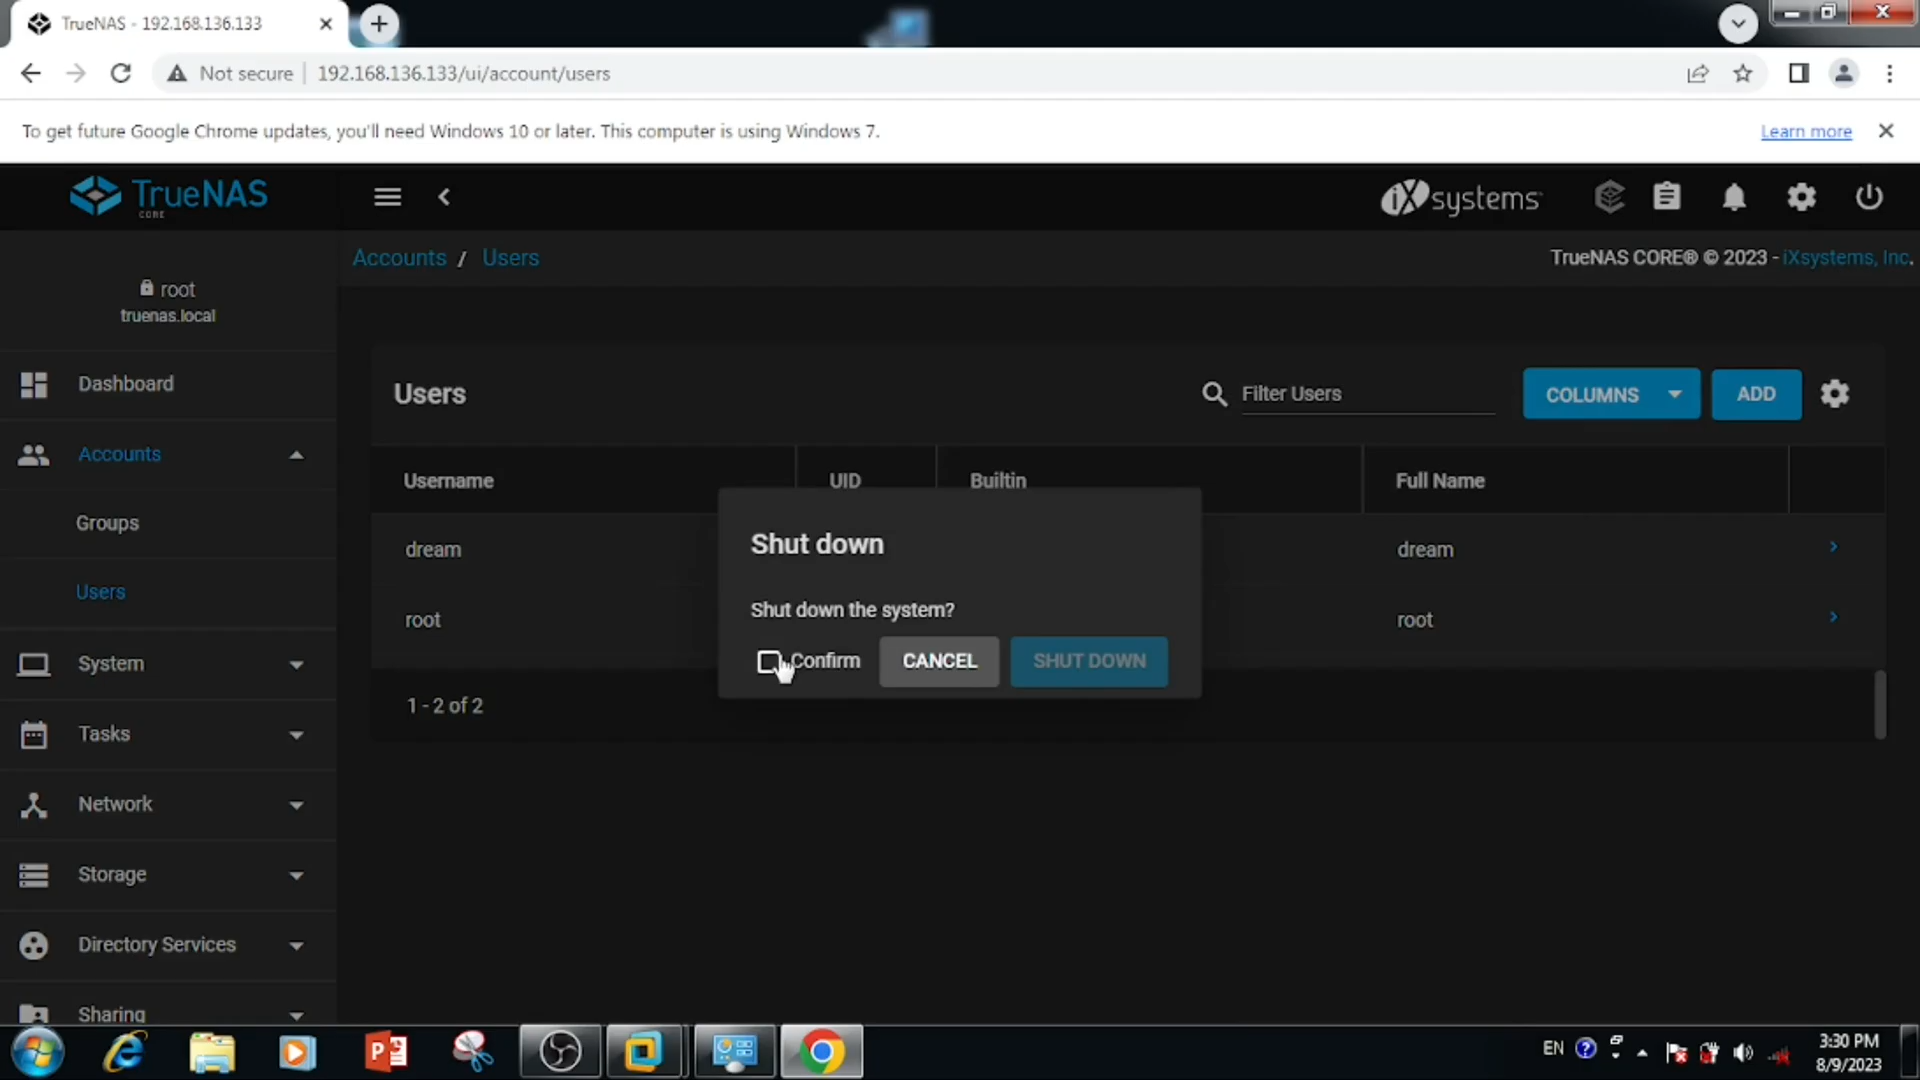 TrueNAS - 192.168.136.133
Not secure 192.168.136.133/ui/account/users
To get future Google Chrome updates, you'll need Windows 10 or later. This computer is using Windows 7. Learn more
TrueNAS
CORE
iXsystems
Accounts / Users
TrueNAS CORE® © 2023 - iXsystems, Inc.
root
truenas.local
Dashboard
Accounts
Groups
Users
System
Tasks
Network
Storage
Directory Services
Sharing
Users
Filter Users
COLUMNS
ADD
Username UID Builtin Full Name
dream dream
root root
1 - 2 of 2
Shut down
Shut down the system?
Confirm CANCEL SHUT DOWN
EN
3:30 PM
8/9/2023